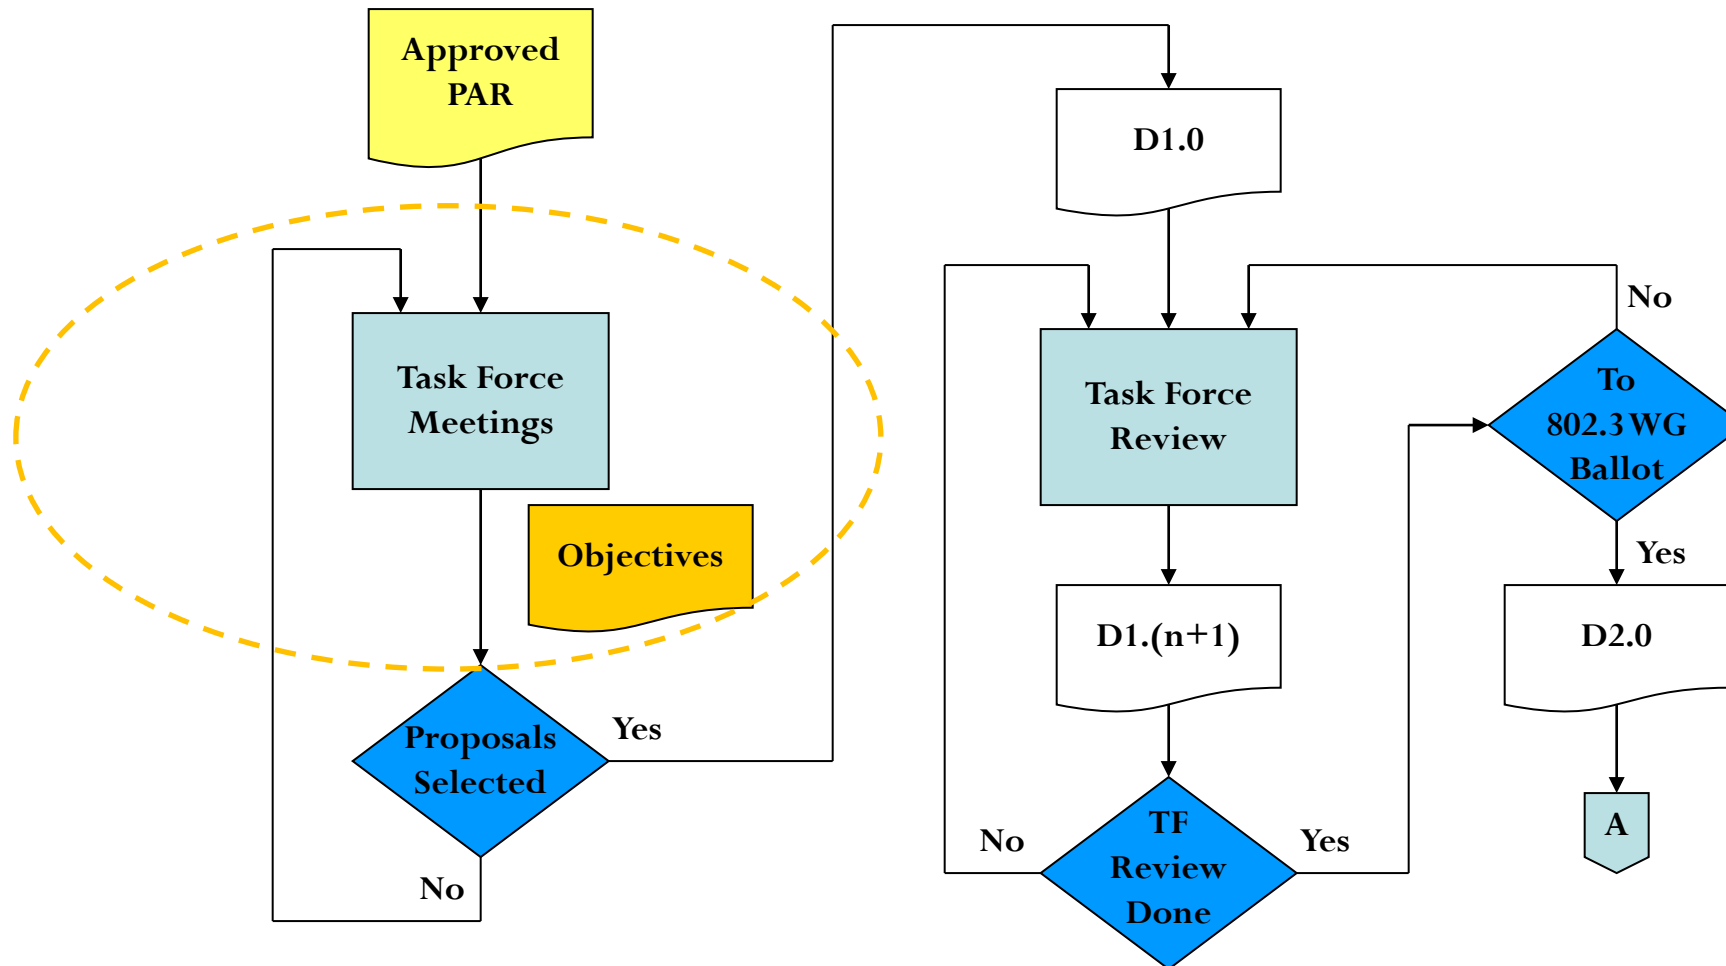 Approved
PAR
Task Force
Meetings
Objectives
Proposals
Selected
Yes
No
D1.0
Task Force
Review
D1.(n+1)
TF
Review
Done
No
Yes
To
802.3 WG
Ballot
No
Yes
D2.0
A